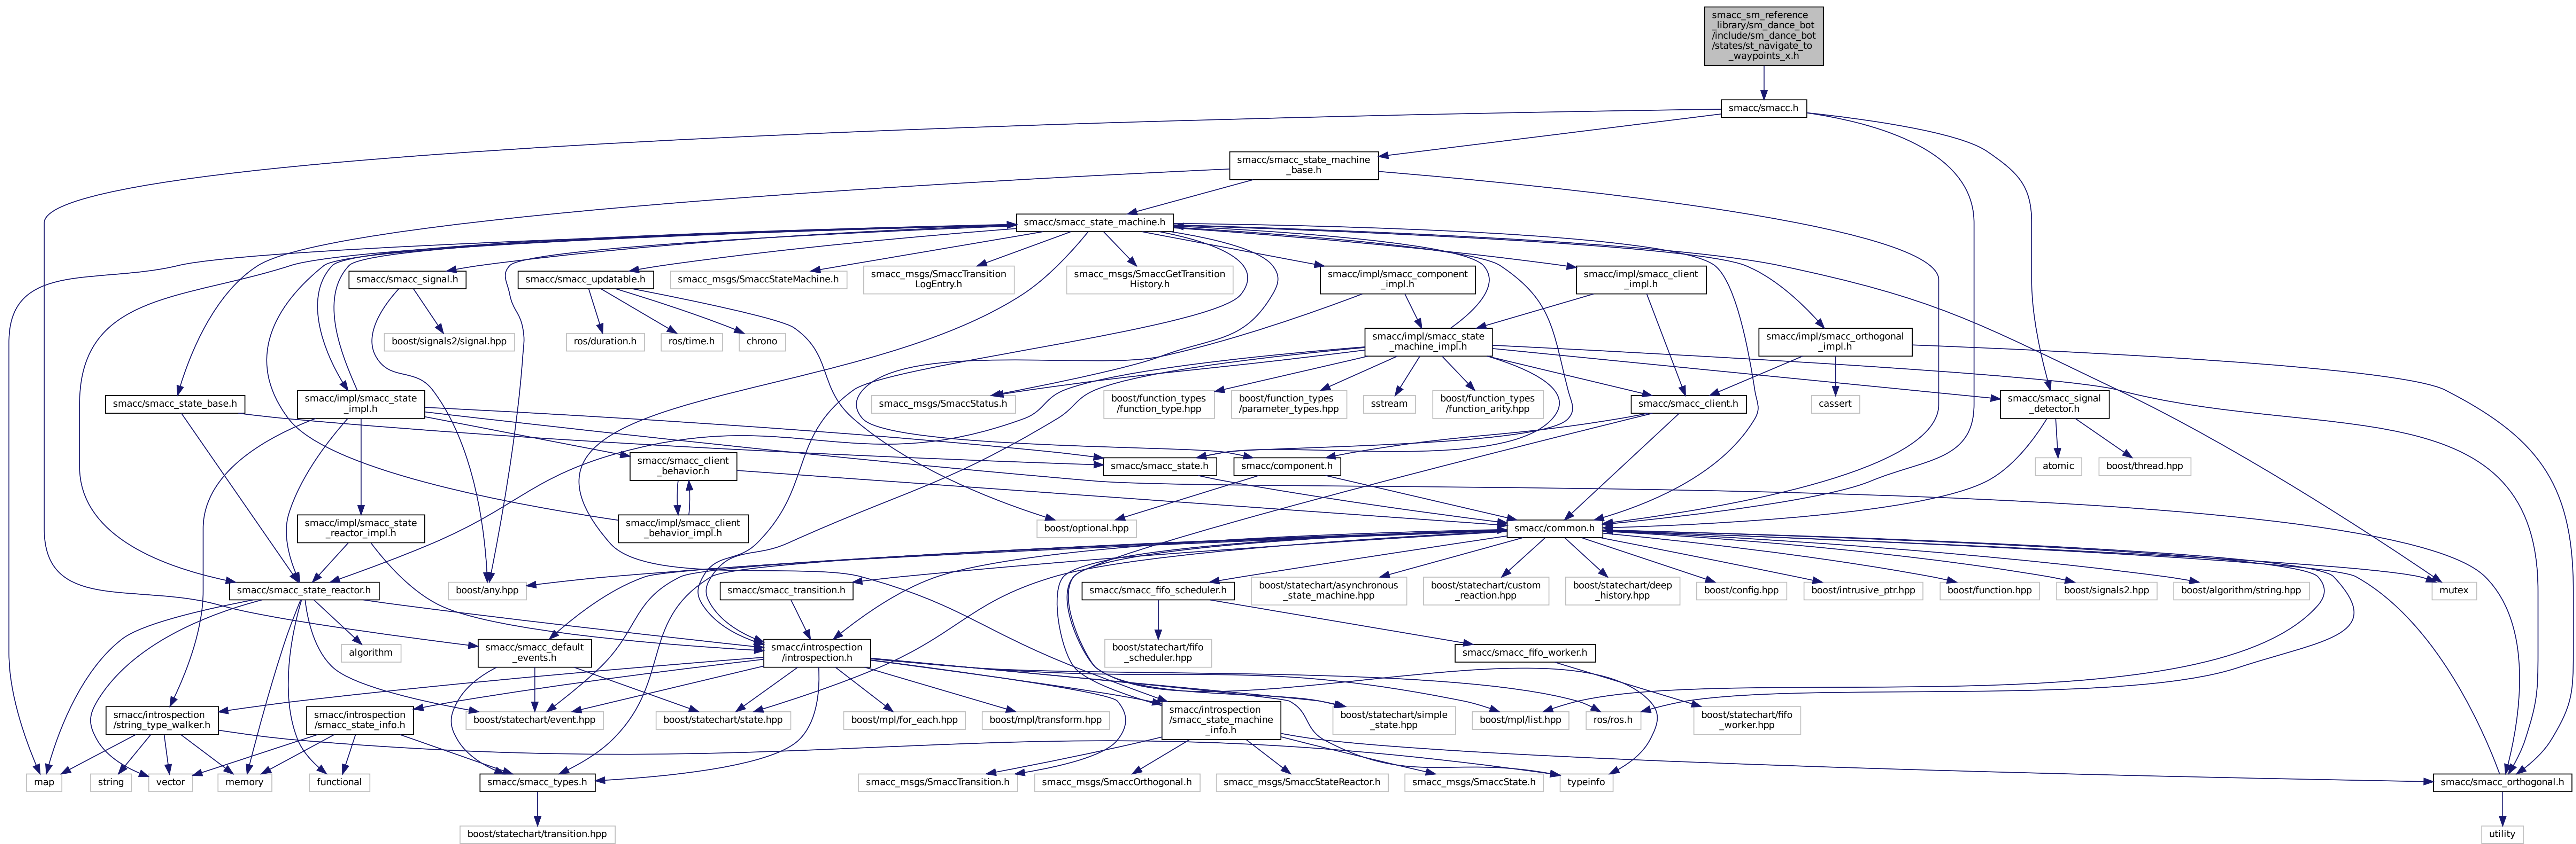 smacc_sm_reference
_library/sm_dance_bot
/include/sm_dance_bot
/states/st_navigate_to
_waypoints_x.h
smacc/smacc.h
smacc/smacc_state_machine
_base.h
smacc/smacc_state_machine.h
smacc/smacc_signal.h
smacc/smacc_updatable.h
smacc_msgs/SmaccStateMachine.h
smacc_msgs/SmaccTransition
LogEntry.h
smacc_msgs/SmaccGetTransition
History.h
smacc/impl/smacc_component
_impl.h
smacc/impl/smacc_client
_impl.h
boost/signals2/signal.hpp
ros/duration.h
ros/time.h
chrono
smacc/impl/smacc_state
_machine_impl.h
smacc/impl/smacc_orthogonal
_impl.h
smacc/smacc_state_base.h
smacc/impl/smacc_state
_impl.h
smacc_msgs/SmaccStatus.h
boost/function_types
/function_type.hpp
boost/function_types
/parameter_types.hpp
sstream
boost/function_types
/function_arity.hpp
smacc/smacc_client.h
cassert
smacc/smacc_signal
_detector.h
smacc/smacc_client
_behavior.h
smacc/smacc_state.h
smacc/component.h
atomic
boost/thread.hpp
smacc/impl/smacc_state
_reactor_impl.h
smacc/impl/smacc_client
_behavior_impl.h
boost/optional.hpp
smacc/common.h
smacc/smacc_state_reactor.h
boost/any.hpp
smacc/smacc_transition.h
smacc/smacc_fifo_scheduler.h
boost/statechart/asynchronous
_state_machine.hpp
boost/statechart/custom
_reaction.hpp
boost/statechart/deep
_history.hpp
boost/config.hpp
boost/intrusive_ptr.hpp
boost/function.hpp
boost/signals2.hpp
boost/algorithm/string.hpp
mutex
algorithm
smacc/smacc_default
_events.h
smacc/introspection
/introspection.h
boost/statechart/fifo
_scheduler.hpp
smacc/smacc_fifo_worker.h
smacc/introspection
/string_type_walker.h
smacc/introspection
/smacc_state_info.h
boost/statechart/event.hpp
boost/statechart/state.hpp
boost/mpl/for_each.hpp
boost/mpl/transform.hpp
smacc/introspection
/smacc_state_machine
_info.h
boost/statechart/simple
_state.hpp
boost/mpl/list.hpp
ros/ros.h
boost/statechart/fifo
_worker.hpp
map
string
vector
memory
functional
smacc/smacc_types.h
smacc_msgs/SmaccTransition.h
smacc_msgs/SmaccOrthogonal.h
smacc_msgs/SmaccStateReactor.h
smacc_msgs/SmaccState.h
typeinfo
smacc/smacc_orthogonal.h
boost/statechart/transition.hpp
utility